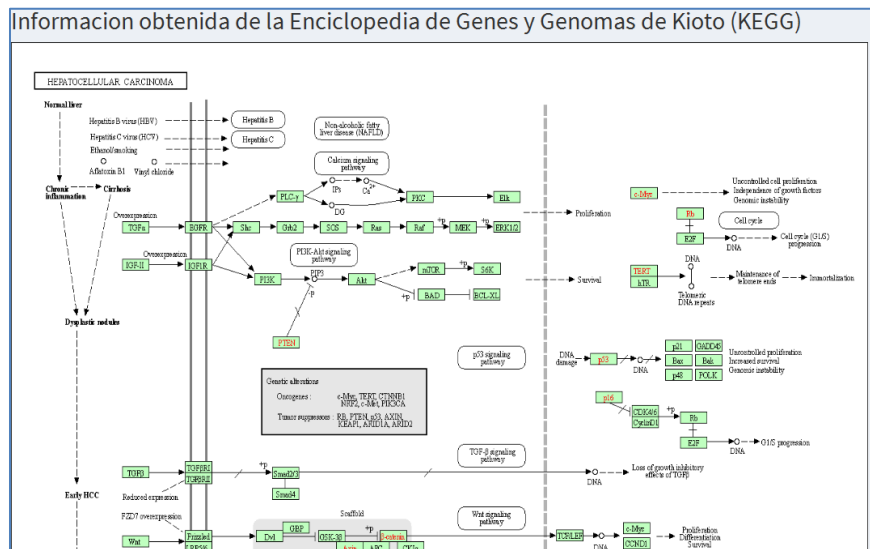 Informacion obtenida de la Enciclopedia de Genes y Genomas de Kioto (KEGG)
HEPATOCELLULAR CARCINOMA
Normal liver
Hepatitis B virus (HBV)
Hepatitis B
Hepatitis C virus (HCV)
Hepatitis C
Ethanol/smoking
Aflatoxin B1
Vinyl chloride
Non-alcoholic fatty
liver disease (NAFLD)
Chronic
inflammation
Cirrhosis
Calcium signaling
pathway
IP3
Ca2+
PLC-γ
DG
PKC
Elk
Overexpression
TGFα
EGFR
Shc
Grb2
SOS
Ras
Raf
MEK
+p
+p
ERK1/2
Proliferation
c-Myc
Uncontrolled cell proliferation
Independence of growth factors
Genomic instability
Rb
E2F
Cell cycle
DNA
Cell cycle (G1/S)
progression
Overexpression
IGF-II
IGF1R
PI3K-Akt signaling
pathway
PI3K
PIP3
-p
Akt
mTOR
+p
S6K
+p
BAD
BCL-XL
Survival
TERT
hTR
DNA
Telomeric
DNA repeats
Maintenance of
telomere ends
Immortalization
Dysplastic nodules
PTEN
p53 signaling
pathway
DNA
damage
p53
DNA
p21
GADD45
Bax
Bak
p48
POLK
Uncontrolled proliferation
Increased survival
Genomic instability
Genetic alterations
Oncogenes : c-Myc, TERT, CTNNB1
NRF2, c-Met, PIK3CA
Tumor suppressors : RB, PTEN, p53, AXIN,
KEAP1, ARID1A, ARID2
p16
CDK4/6
CyclinD1
+p
Rb
E2F
DNA
G1/S progression
TGF-β signaling
pathway
TGFβ
TGFβRI
TGFβRII
+p
Smad2/3
Smad4
DNA
Loss of growth inhibitory
effects of TGFβ
Reduced expression
Early HCC
FZD7 overexpression
Scaffold
Wnt signaling
pathway
Wnt
Frizzled
LRP5/6
Dvl
GBP
GSK-3β
+p
β-catenin
Axin
APC
CK1α
TCF/LEF
DNA
c-Myc
CCND1
Proliferation
Differentiation
Survival